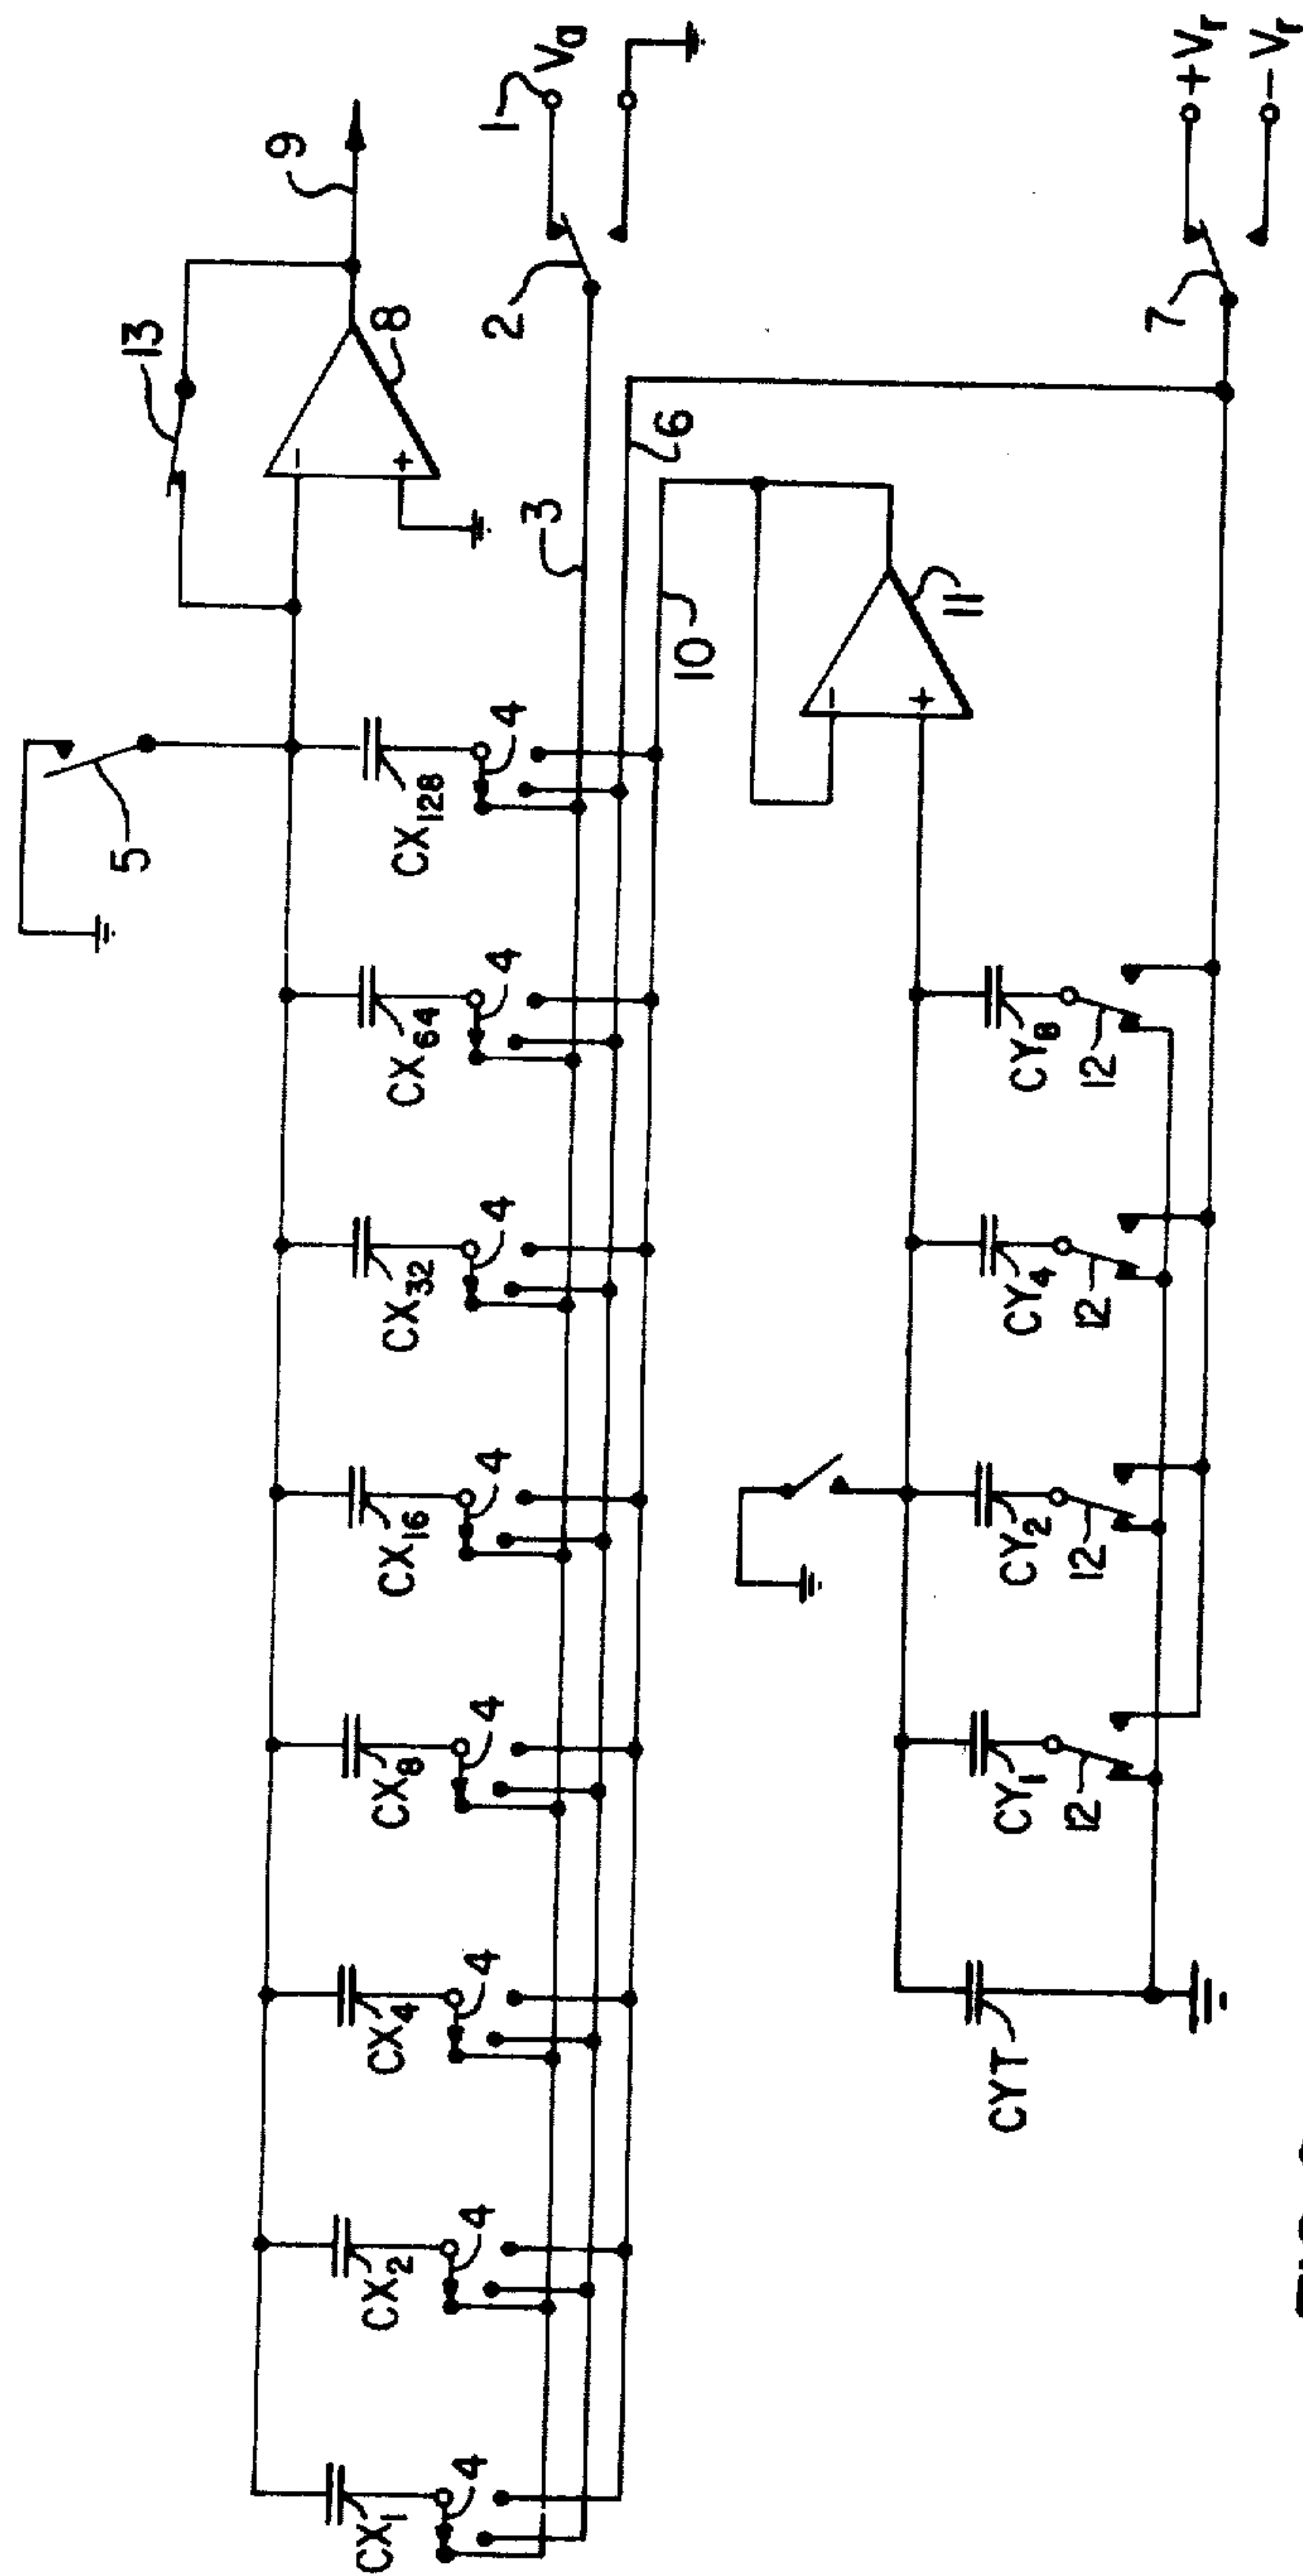 5
13
9
8
-
+
1
Va
2
3
6
10
CX₁
CX₂
CX₄
CX₈
CX₁₆
CX₃₂
CX₆₄
CX₁₂₈
4
4
4
4
4
4
4
4
11
-
+
CYT
CY₁
CY₂
CY₄
CY₈
12
12
12
12
7
+Vr
-Vr